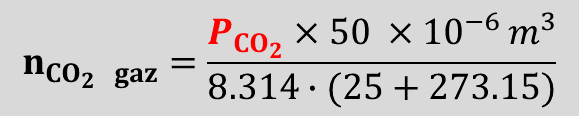 n_CO₂ gaz = (P_CO₂ × 50 × 10⁻⁶ m³) / (8.314 · (25 + 273.15))